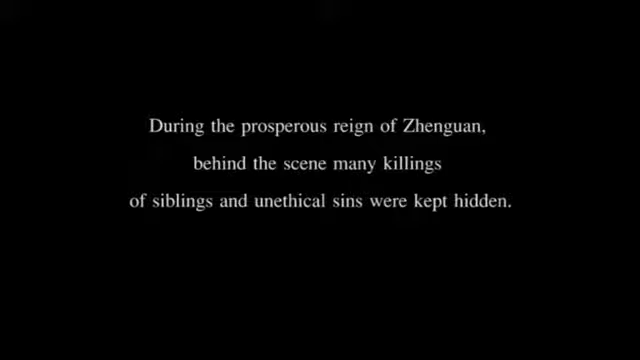 During the prosperous reign of Zhenguan,
behind the scene many killings
of siblings and unethical sins were kept hidden.